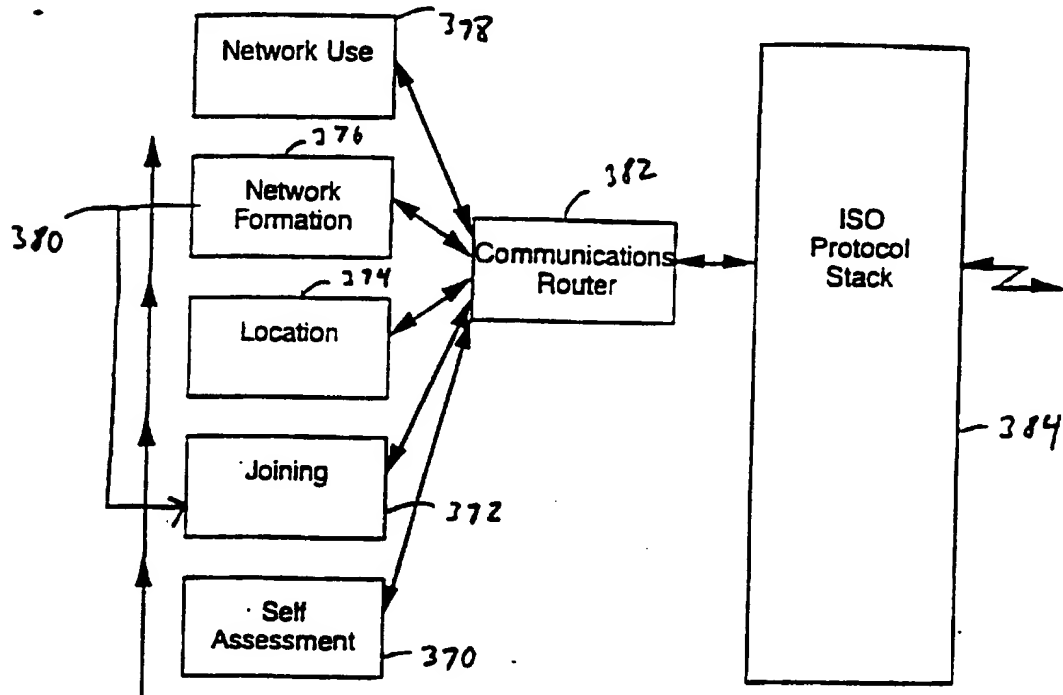 378
Network Use
376
Network
Formation
380
382
Communications
Router
ISO
Protocol
Stack
374
Location
384
Joining
372
Self
Assessment
370